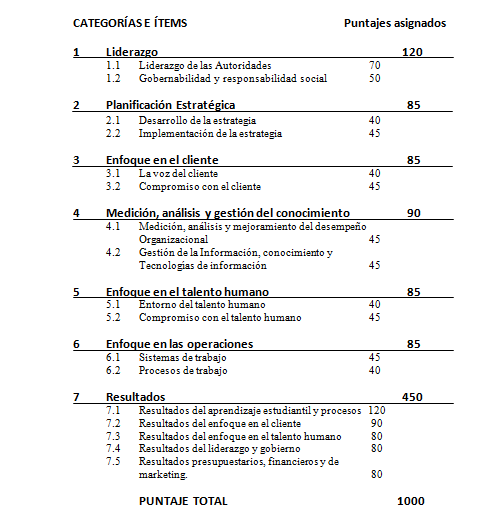 CATEGORÍAS E ÍTEMS Puntajes asignados
1 Liderazgo 120
1.1 Liderazgo de las Autoridades 70
1.2 Gobernabilidad y responsabilidad social 50
2 Planificación Estratégica 85
2.1 Desarrollo de la estrategia 40
2.2 Implementación de la estrategia 45
3 Enfoque en el cliente 85
3.1 La voz del cliente 40
3.2 Compromiso con el cliente 45
4 Medición, análisis y gestión del conocimiento 90
4.1 Medición, análisis y mejoramiento del desempeño
Organizacional 45
4.2 Gestión de la Información, conocimiento y
Tecnologías de información 45
5 Enfoque en el talento humano 85
5.1 Entorno del talento humano 40
5.2 Compromiso con el talento humano 45
6 Enfoque en las operaciones 85
6.1 Sistemas de trabajo 45
6.2 Procesos de trabajo 40
7 Resultados 450
7.1 Resultados del aprendizaje estudiantil y procesos 120
7.2 Resultados del enfoque en el cliente 90
7.3 Resultados del enfoque en el talento humano 80
7.4 Resultados del liderazgo y gobierno 80
7.5 Resultados presupuestarios, financieros y de
marketing. 80
PUNTAJE TOTAL 1000